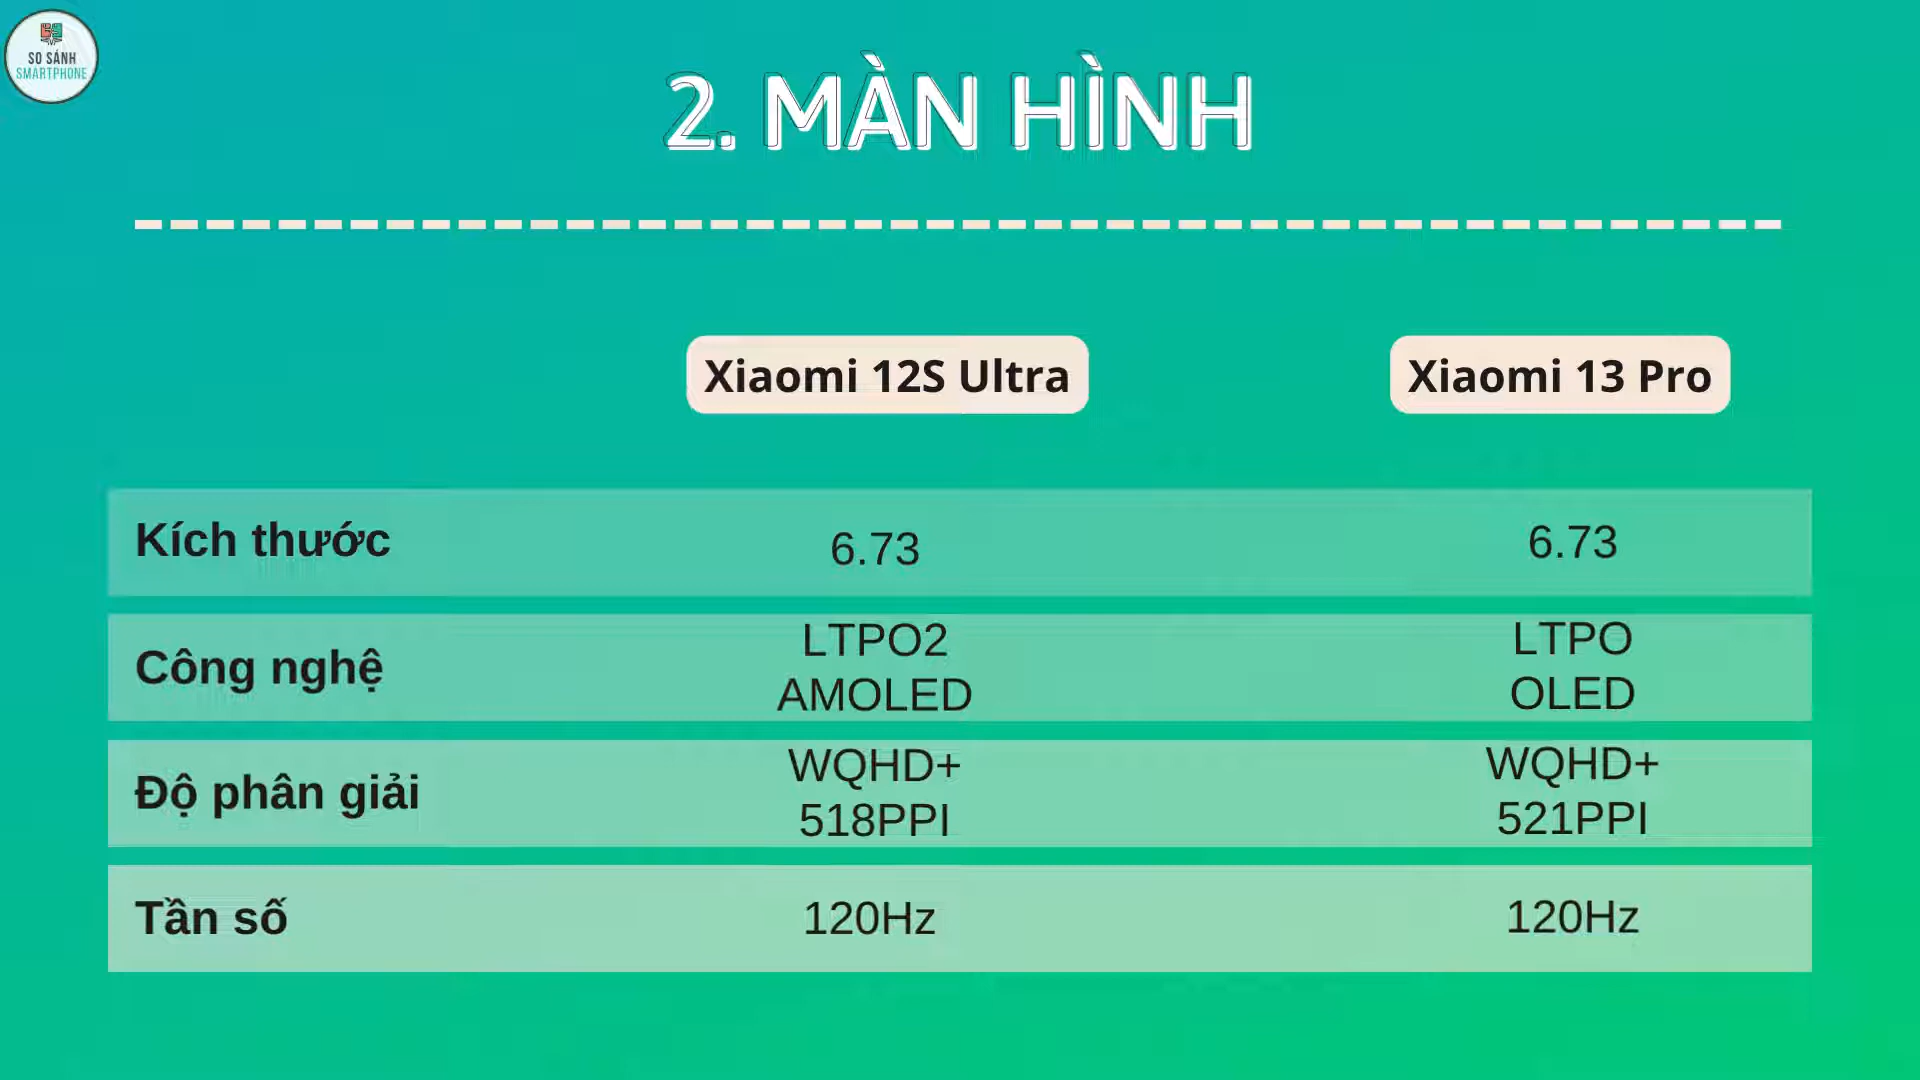 SO SÁNH
SMARTPHONE
2. MÀN HÌNH
Xiaomi 12S Ultra
Xiaomi 13 Pro
Kích thước
6.73
6.73
Công nghệ
LTPO2
AMOLED
LTPO
OLED
Độ phân giải
WQHD+
518PPI
WQHD+
521PPI
Tần số
120Hz
120Hz